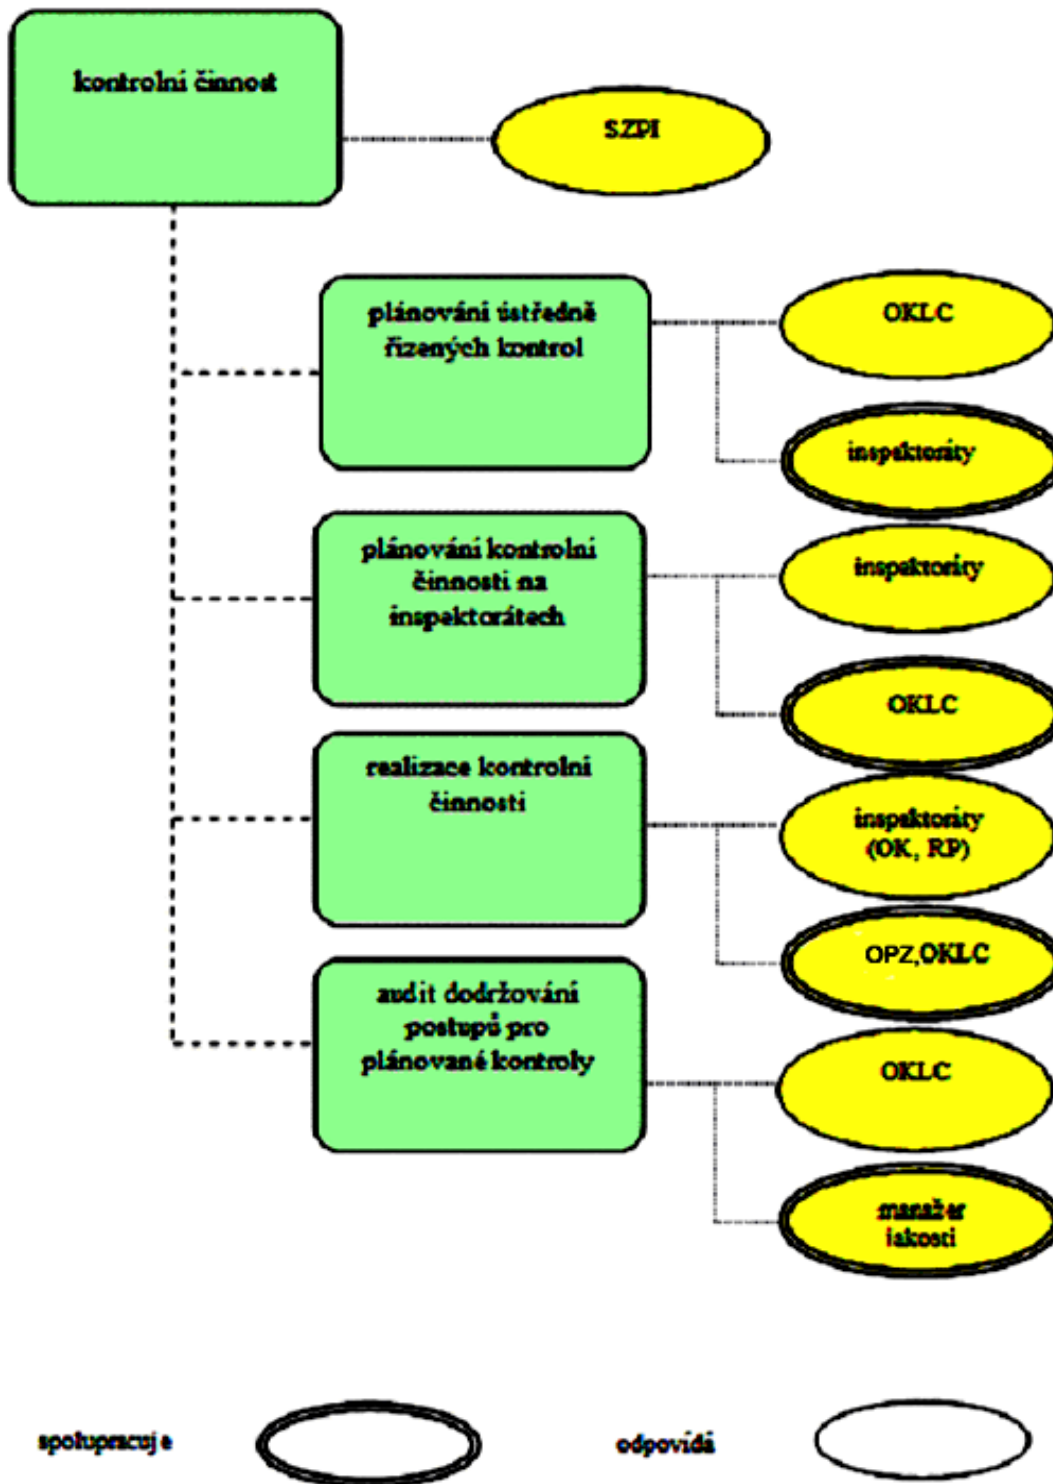 kontrolní činnost
SZPI
plánování ústředně
řízených kontrol
OKLC
inspektoráty
plánování kontrolní
činnosti na
inspektorátech
inspektoráty
OKLC
realizace kontrolní
činnosti
inspektoráty
(OK, RP)
OPZ,OKLC
audit dodržování
postupů pro
plánované kontroly
OKLC
manažer
jakosti
spolupracuje
odpovídá